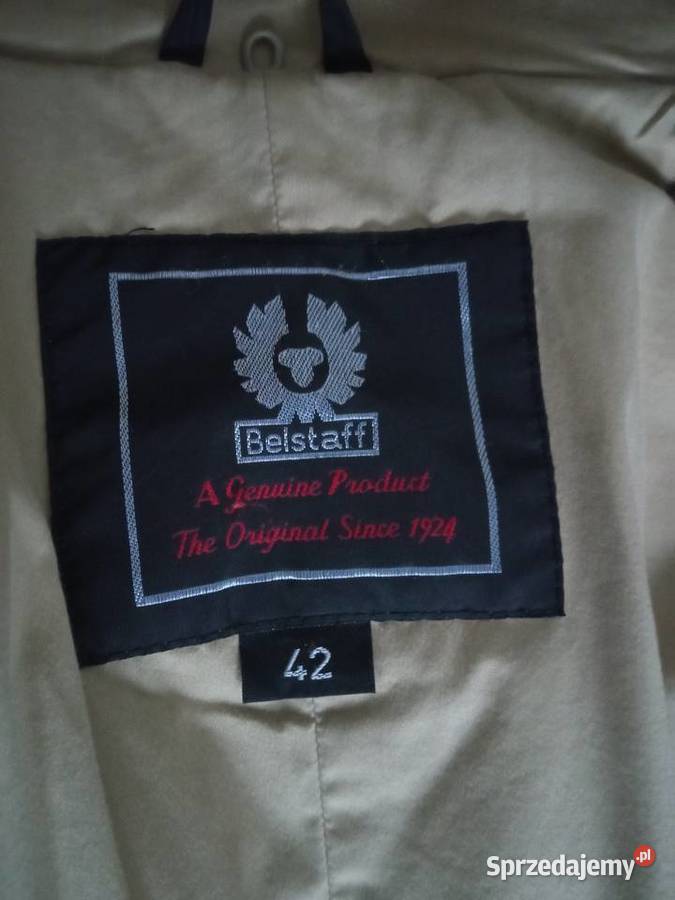 Belstaff
A Genuine Product
The Original Since 1924
42
Sprzedajemy.pl